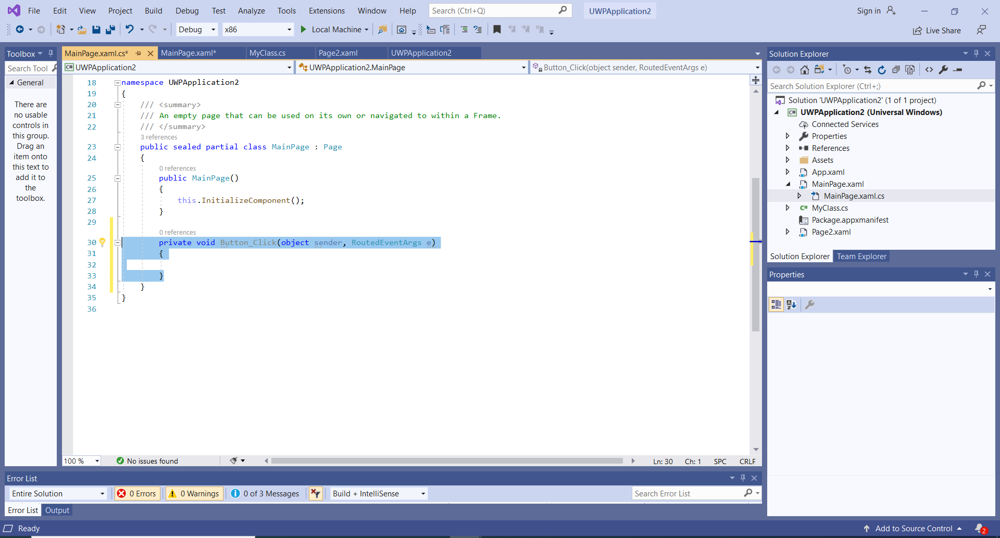 File Edit View Project Build Debug Test Analyze Tools Extensions Window Help Search (Ctrl+Q) UWPApplication2 Sign in
Debug x86 Local Machine Live Share
Toolbox
Search Tool
General
There are
no usable
controls in
this group.
Drag an
item onto
this text to
add it to
the
toolbox.
MainPage.xaml.cs* MainPage.xaml* MyClass.cs Page2.xaml UWPApplication2
C# UWPApplication2 UWPApplication2.MainPage Button_Click(object sender, RoutedEventArgs e)
18 namespace UWPApplication2
19 {
20 /// <summary>
21 /// An empty page that can be used on its own or navigated to within a Frame.
22 /// </summary>
3 references
23 public sealed partial class MainPage : Page
24 {
0 references
25 public MainPage()
26 {
27 this.InitializeComponent();
28 }
29
0 references
30 private void Button_Click(object sender, RoutedEventArgs e)
31 {
32
33 }
34 }
35 }
36
100 % No issues found Ln: 30 Ch: 1 SPC CRLF
Solution Explorer
Search Solution Explorer (Ctrl+;)
Solution 'UWPApplication2' (1 of 1 project)
C# UWPApplication2 (Universal Windows)
Connected Services
Properties
References
Assets
App.xaml
MainPage.xaml
MainPage.xaml.cs
C# MyClass.cs
Package.appxmanifest
Page2.xaml
Solution Explorer Team Explorer
Properties
Error List
Entire Solution 0 Errors 0 Warnings 0 of 3 Messages Build + IntelliSense Search Error List
Error List Output
Ready Add to Source Control 2